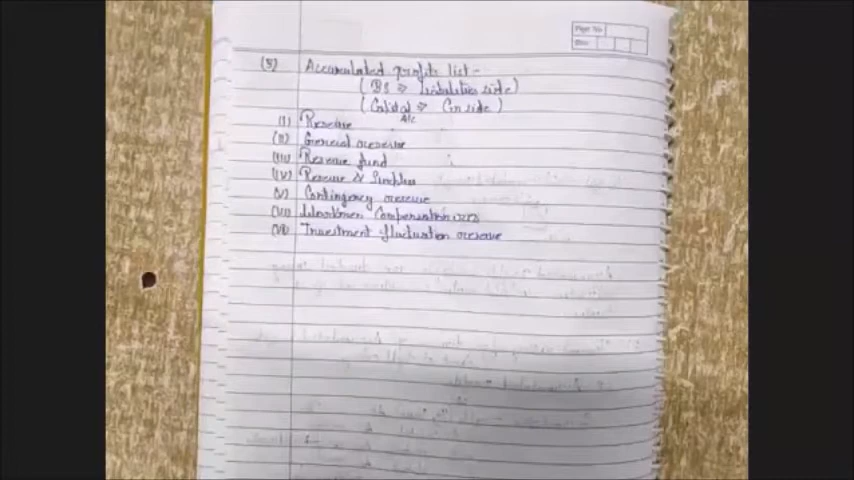 Page No.
Date
(5) Accumulated profits list -
( BS ⇒ Liabilities side )
( Capital A/c ⇒ Cr side )
(I) Reserve
(II) General reserve
(III) Reserve fund
(IV) Reserve & Surplus
(V) Contingency reserve
(VI) Workmen Compensation res
(VII) Investment fluctuation reserve